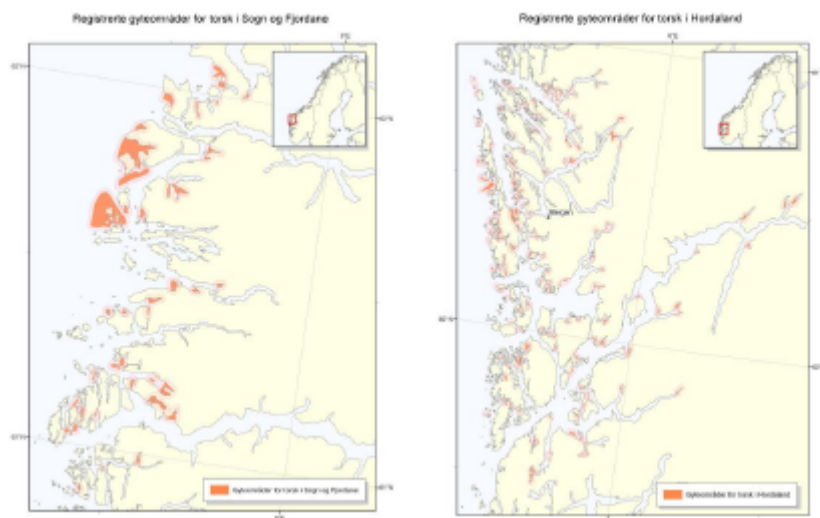 Registrerte gyteområder for torsk i Sogn og Fjordane
Registrerte gyteområder for torsk i Hordaland
Bergen
Gyteområder for torsk i Sogn og Fjordane
Gyteområder for torsk i Hordaland